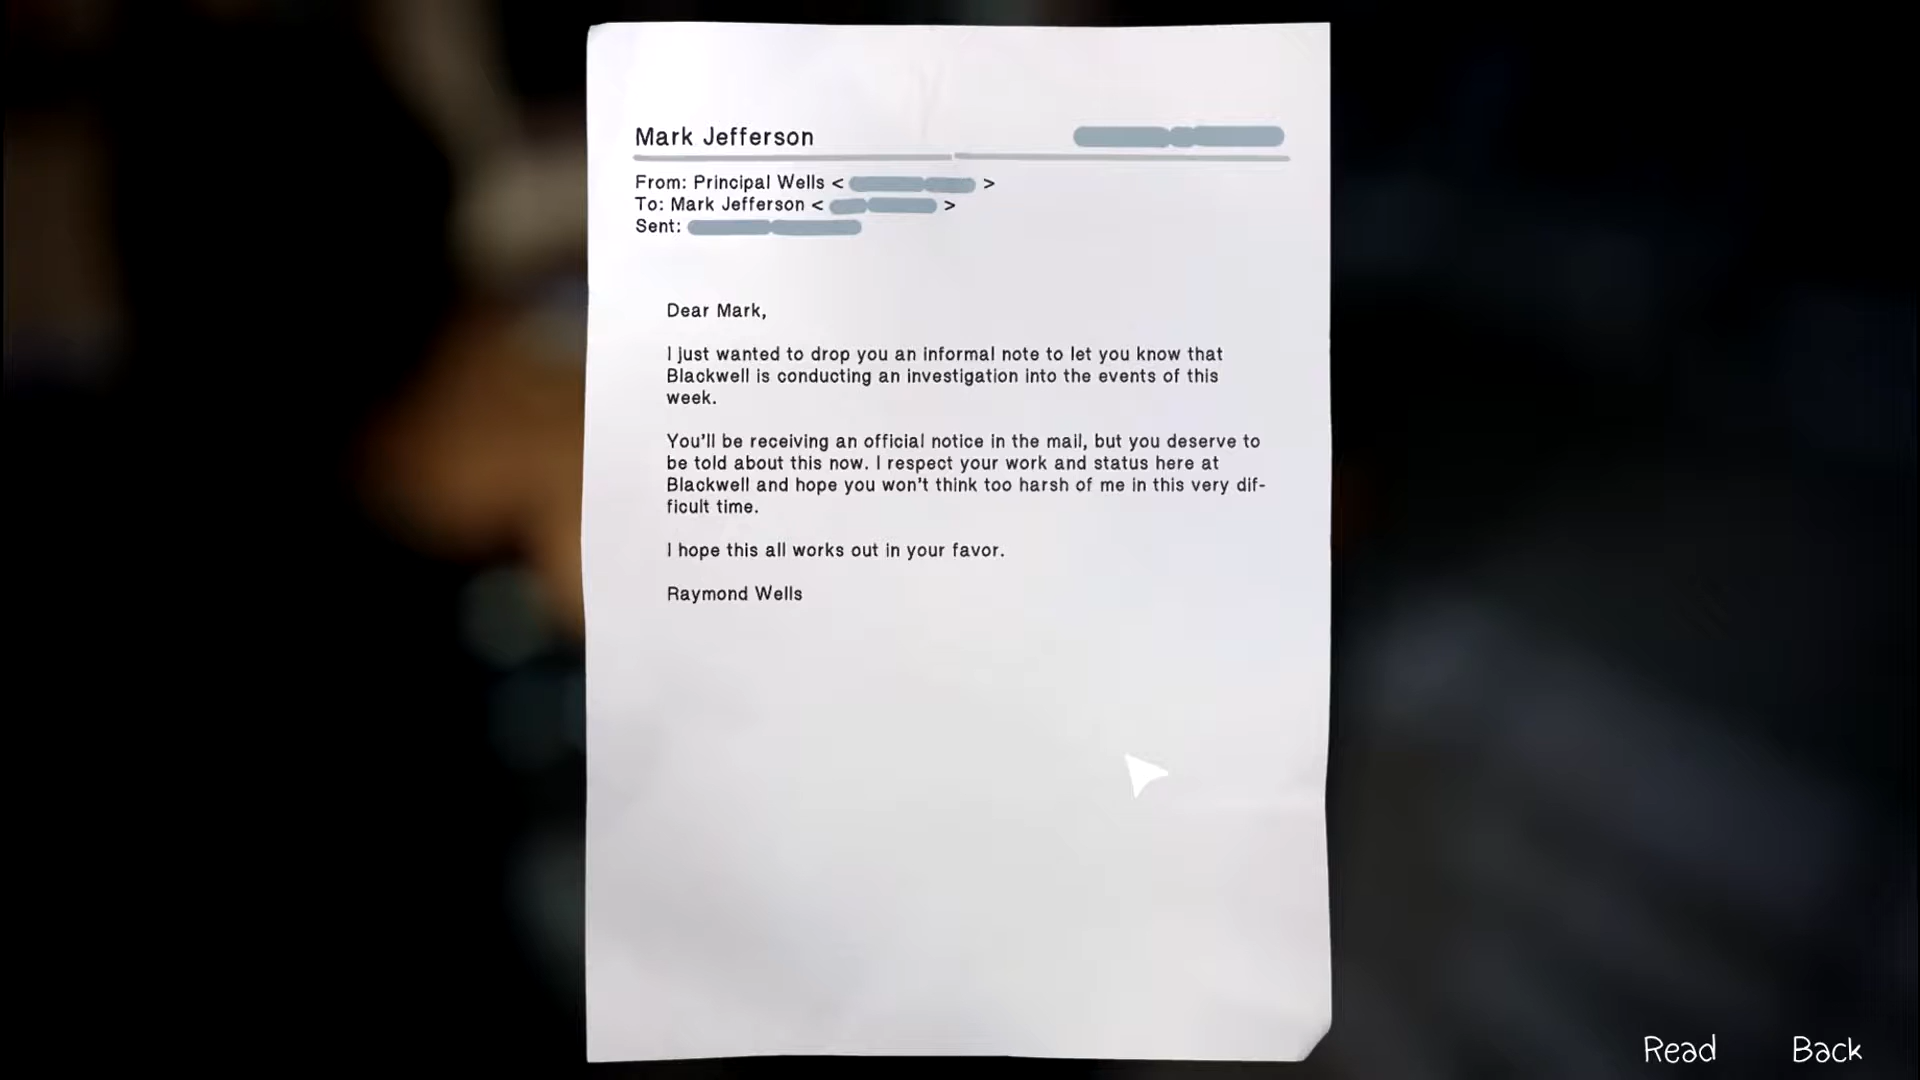 Mark Jefferson
From: Principal Wells < >
To: Mark Jefferson < >
Sent:
Dear Mark,
I just wanted to drop you an informal note to let you know that
Blackwell is conducting an investigation into the events of this
week.
You'll be receiving an official notice in the mail, but you deserve to
be told about this now. I respect your work and status here at
Blackwell and hope you won't think too harsh of me in this very dif-
ficult time.
I hope this all works out in your favor.
Raymond Wells
Read Back